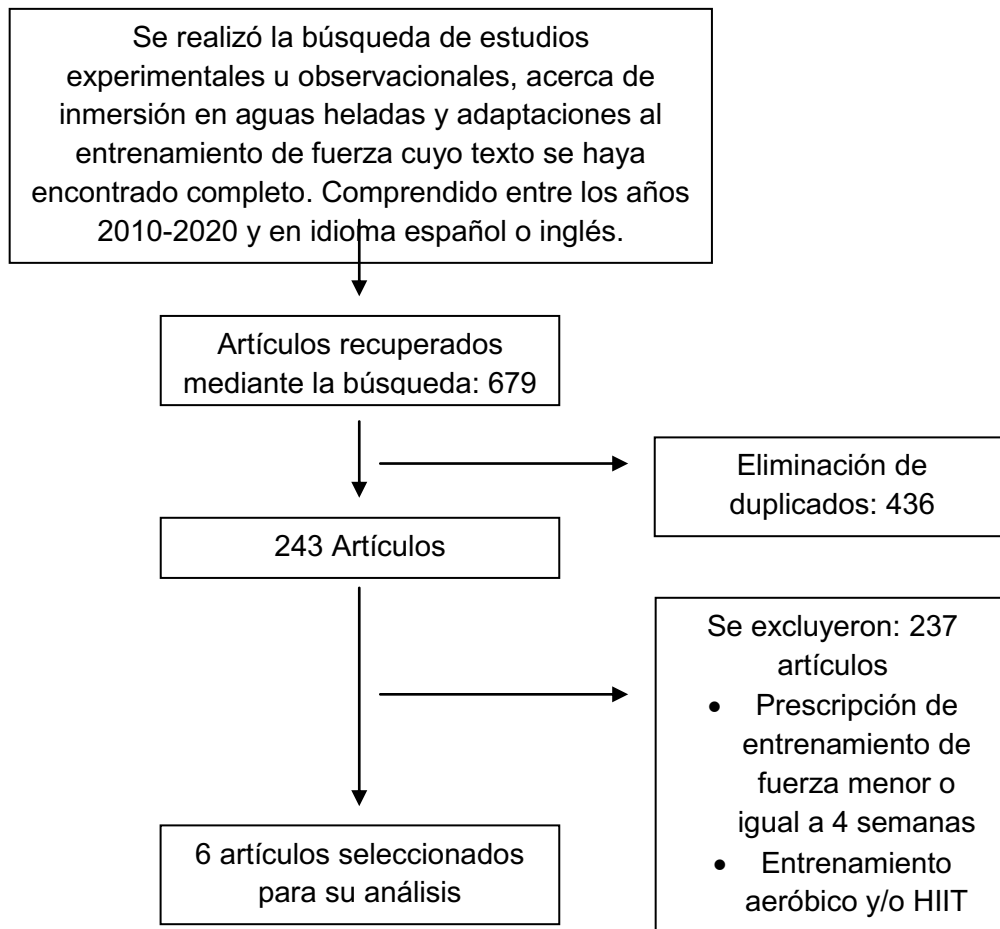 Se realizó la búsqueda de estudios
experimentales u observacionales, acerca de
inmersión en aguas heladas y adaptaciones al
entrenamiento de fuerza cuyo texto se haya
encontrado completo. Comprendido entre los años
2010-2020 y en idioma español o inglés.
Artículos recuperados
mediante la búsqueda: 679
Eliminación de
duplicados: 436
243 Artículos
Se excluyeron: 237
artículos
• Prescripción de
entrenamiento de
fuerza menor o
igual a 4 semanas
• Entrenamiento
aeróbico y/o HIIT
6 artículos seleccionados
para su análisis